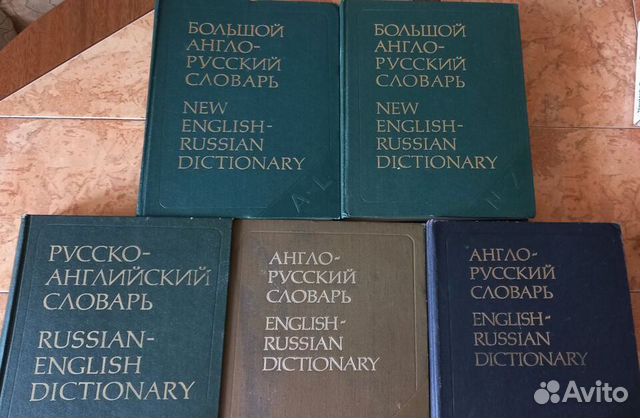 БОЛЬШОЙ
АНГЛО-
РУССКИЙ
СЛОВАРЬ
NEW
ENGLISH-
RUSSIAN
DICTIONARY
A-L
БОЛЬШОЙ
АНГЛО-
РУССКИЙ
СЛОВАРЬ
NEW
ENGLISH-
RUSSIAN
DICTIONARY
РУССКО-
АНГЛИЙСКИЙ
СЛОВАРЬ
RUSSIAN-
ENGLISH
DICTIONARY
АНГЛО-
РУССКИЙ
СЛОВАРЬ
ENGLISH-
RUSSIAN
DICTIONARY
АНГЛО-
РУССКИЙ
СЛОВАРЬ
ENGLISH-
RUSSIAN
DICTIONARY
Avito